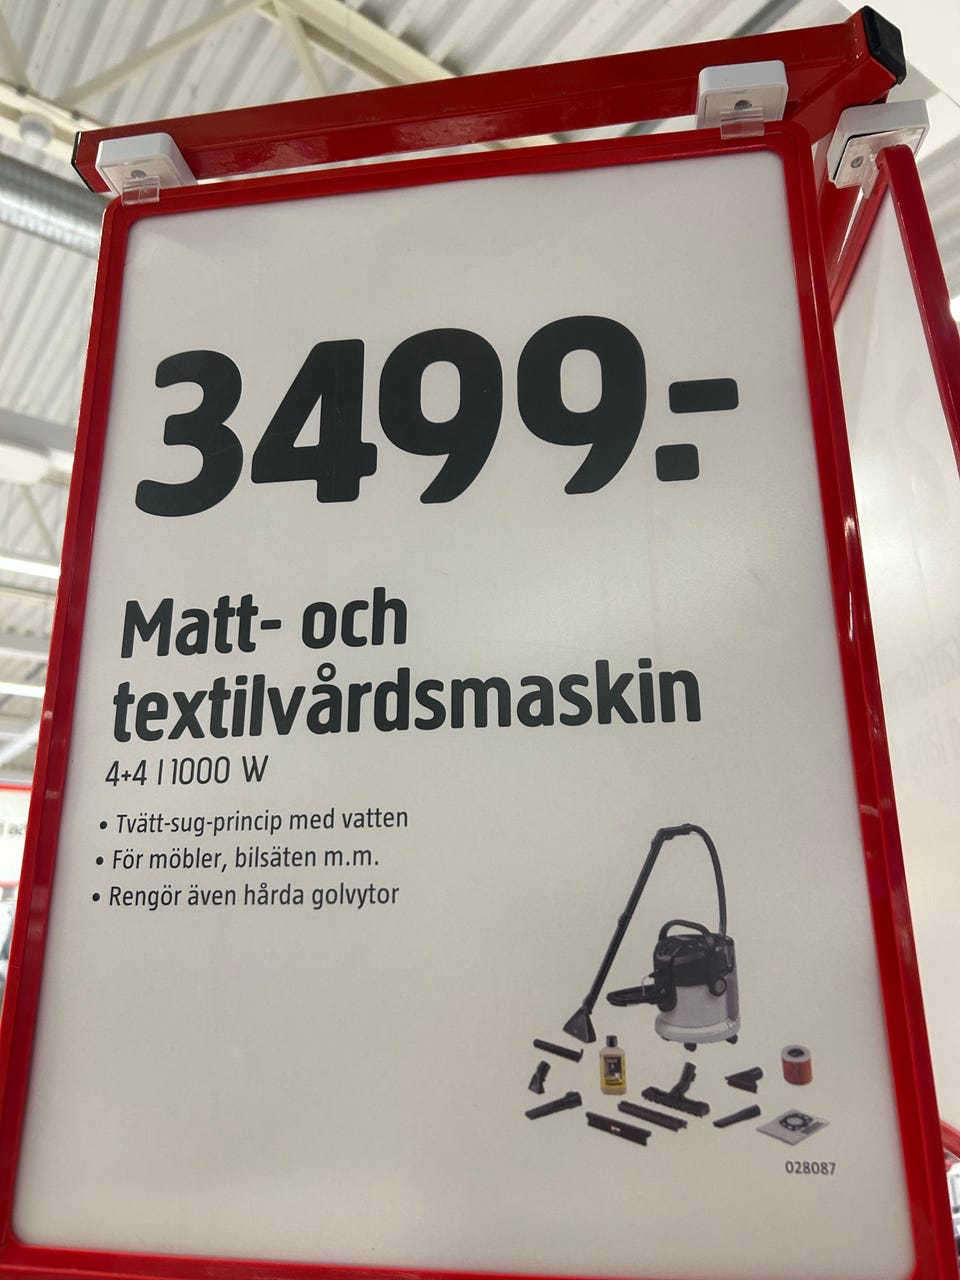 3499:-
Matt- och
textilvårdsmaskin
4+4 l 1000 W
• Tvätt-sug-princip med vatten
• För möbler, bilsäten m.m.
• Rengör även hårda golvytor
028087